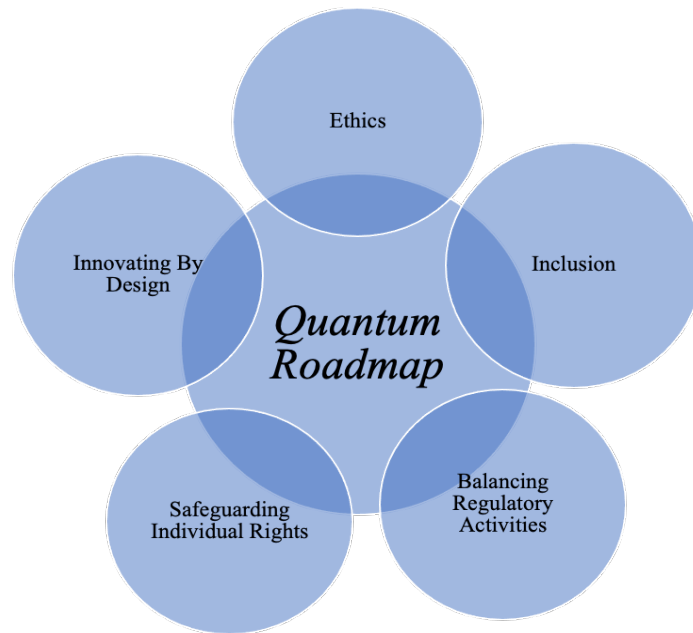 Ethics
Innovating By
Design
Inclusion
Quantum
Roadmap
Safeguarding
Individual Rights
Balancing
Regulatory
Activities